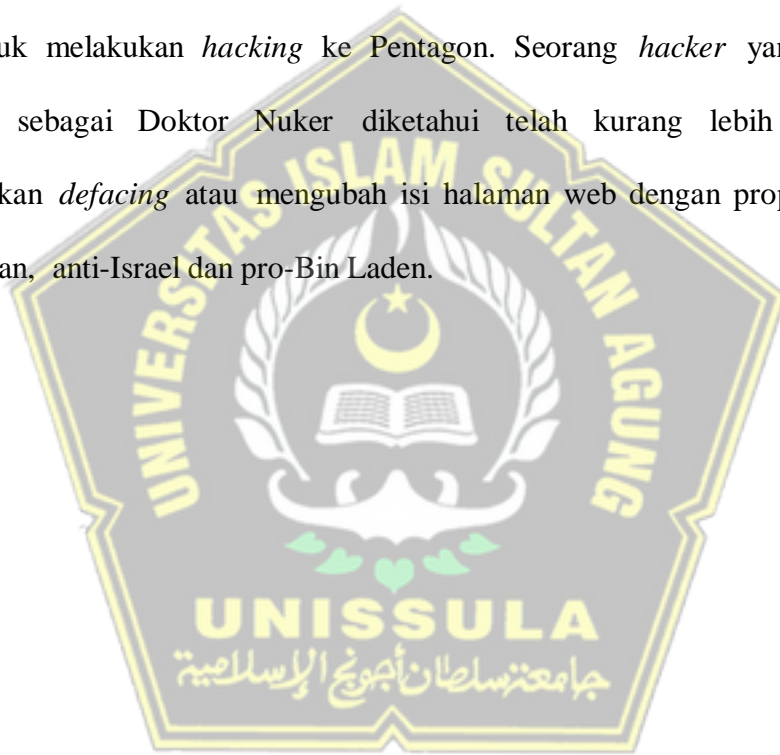 uk melakukan hacking ke Pentagon. Seorang hacker yan
sebagai Doktor Nuker diketahui telah kurang lebih
kan defacing atau mengubah isi halaman web dengan prop
an, anti-Israel dan pro-Bin Laden.
UNIVERSITAS ISLAM SULTAN AGUNG
UNISSULA
جامعة سلطان أجونج الإسلامية